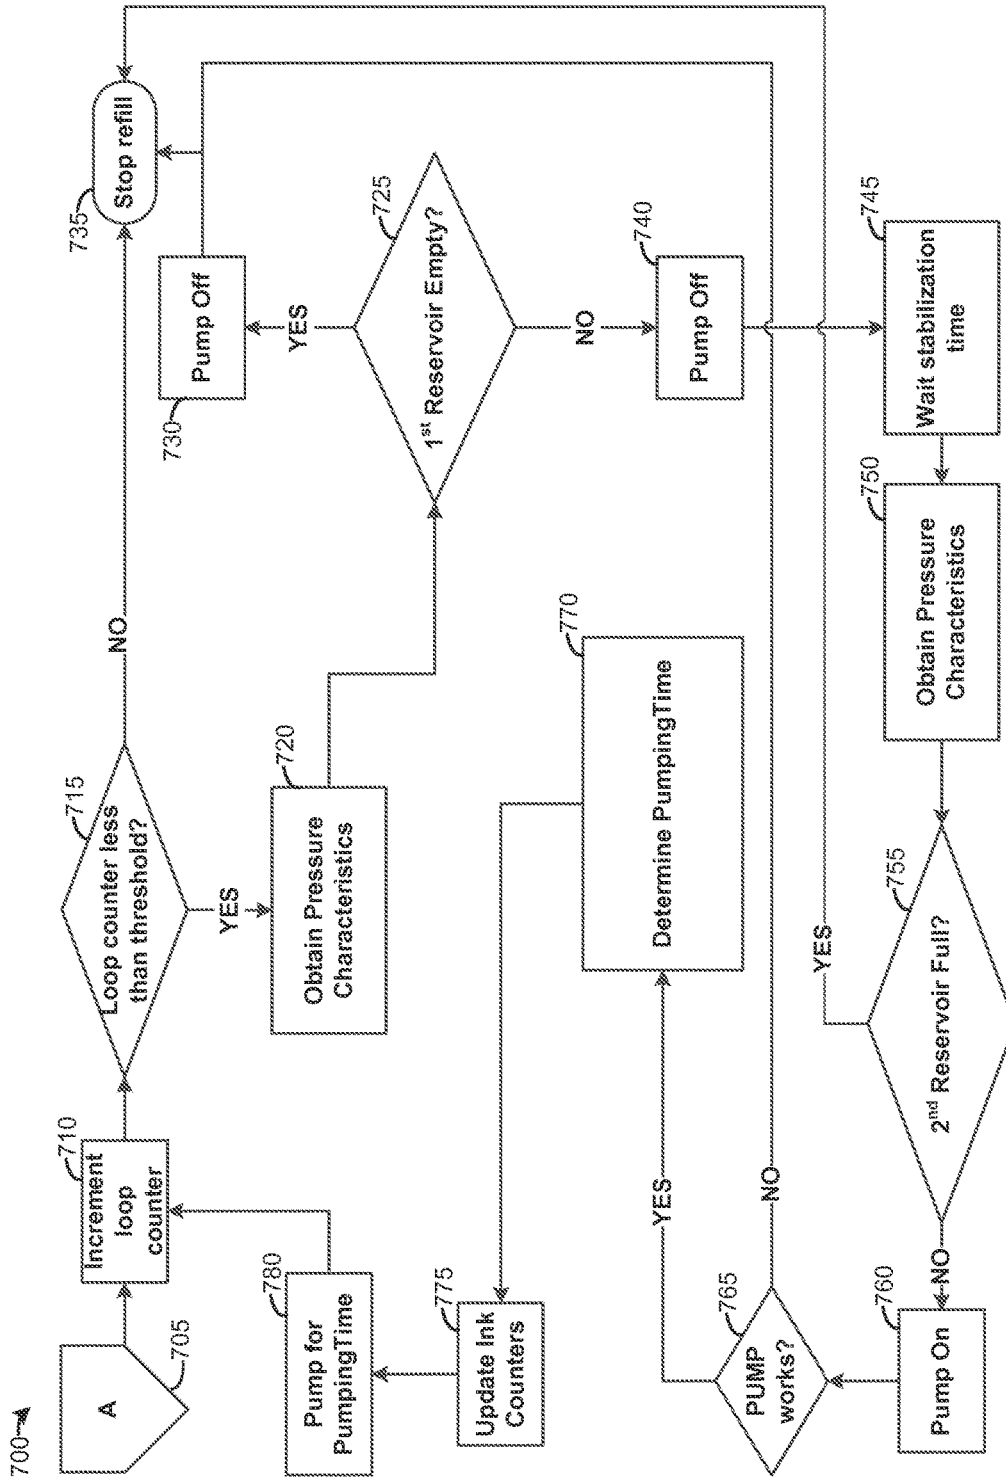 700
A
705
Increment
loop
counter
710
Loop counter less
than threshold?
715
NO
Stop refill
735
YES
Obtain Pressure
Characteristics
720
1st Reservoir Empty?
725
YES
Pump Off
730
NO
Pump Off
740
Wait stabilization
time
745
Obtain Pressure
Characteristics
750
2nd Reservoir Full?
755
YES
NO
Pump On
760
PUMP
works?
765
NO
YES
Determine PumpingTime
770
Update Ink
Counters
775
Pump for
PumpingTime
780